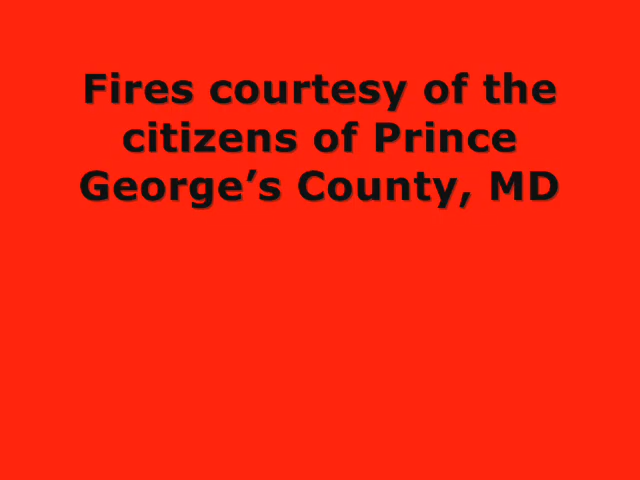 Fires courtesy of the
citizens of Prince
George’s County, MD